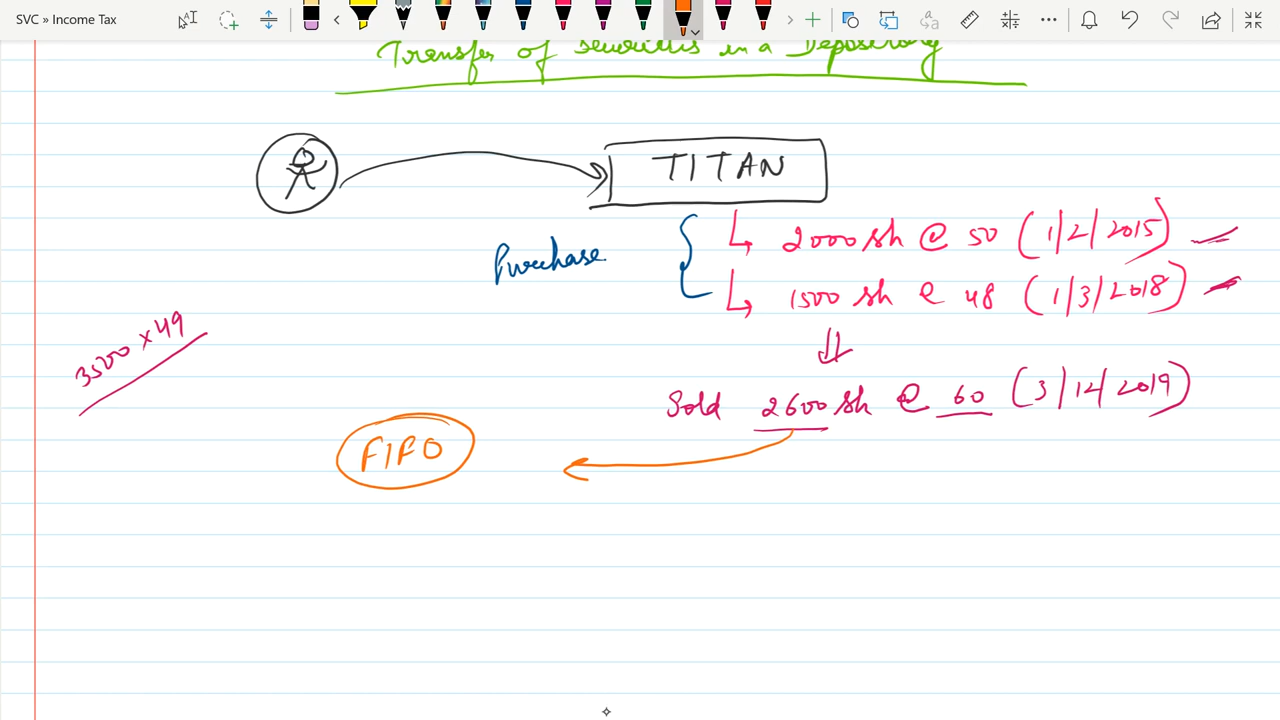 SVC » Income Tax
Transfer of Securities in a Depository
TITAN
Purchase
2000 sh @ 50 (1/2/2015)
1500 sh @ 48 (1/3/2018)
3500 x 49
Sold 2600 sh @ 60 (3/12/2019)
FIFO